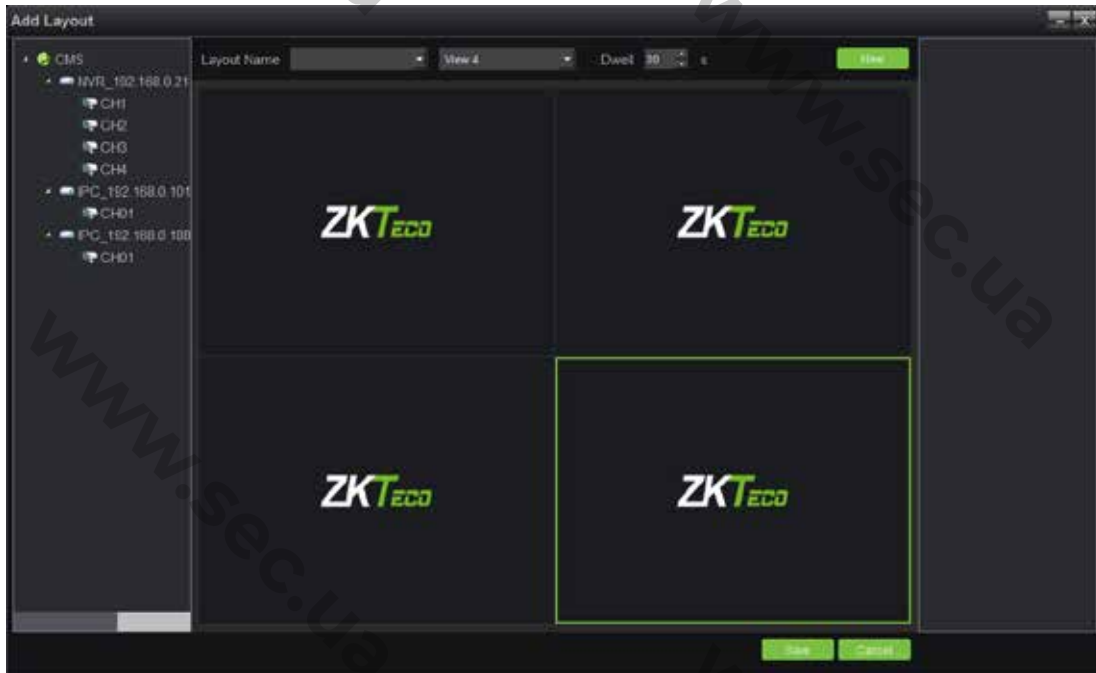 Add Layout
CMS
Layout Name
View 4
Dwell 30 s
New
NVR_192.168.0.21
CH1
CH2
CH3
CH4
IPC_192.168.0.101
CH01
IPC_192.168.0.188
CH01
ZKTECO
ZKTECO
ZKTECO
ZKTECO
Save
Cancel
www.sec.ua
www.sec.ua